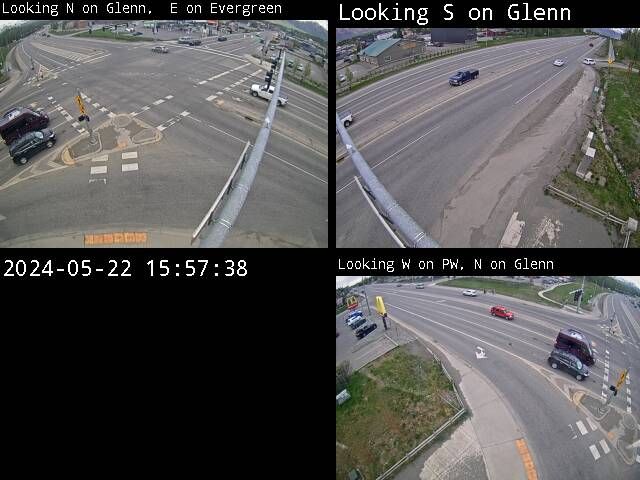 Looking N on Glenn, E on Evergreen
Looking S on Glenn
2024-05-22 15:57:38
Looking W on PW, N on Glenn